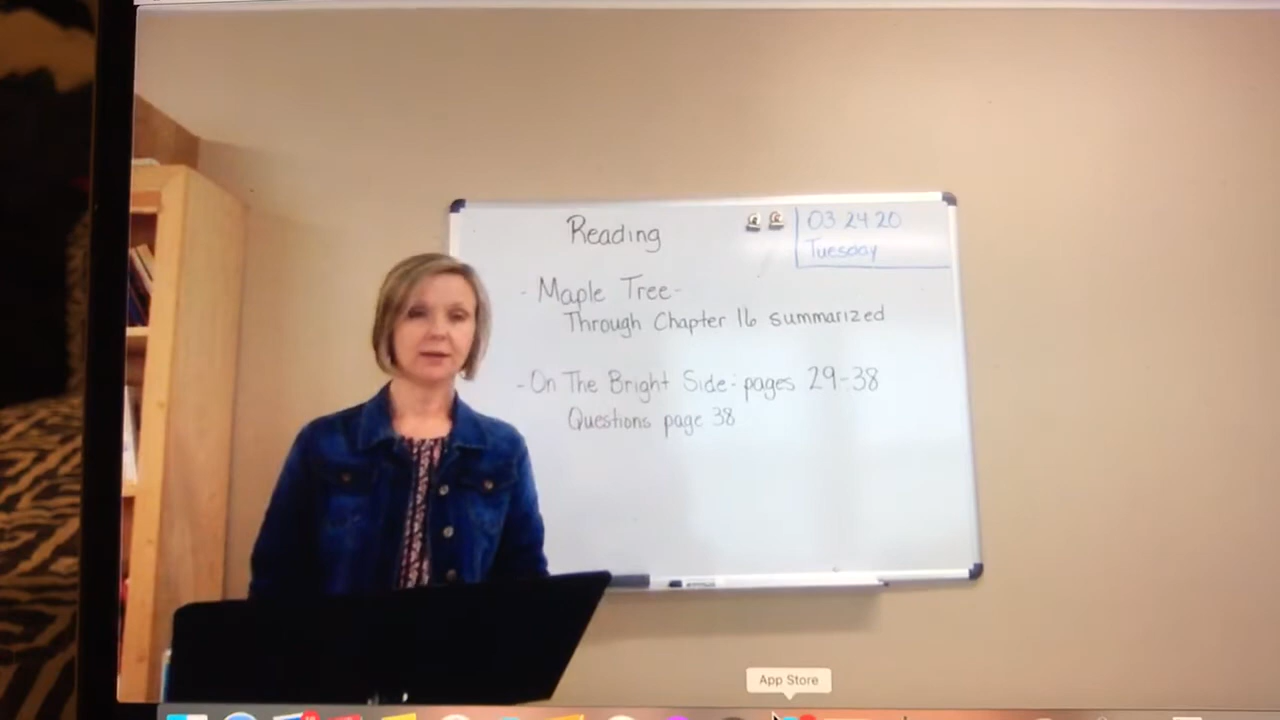 Reading
03 24 20
Tuesday
- Maple Tree -
Through Chapter 16 summarized
- On The Bright Side: pages 29-38
Questions page 38
App Store